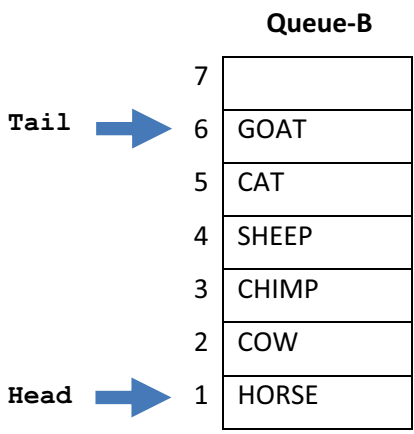 Queue-B
7
Tail 6 GOAT
5 CAT
4 SHEEP
3 CHIMP
2 COW
Head 1 HORSE